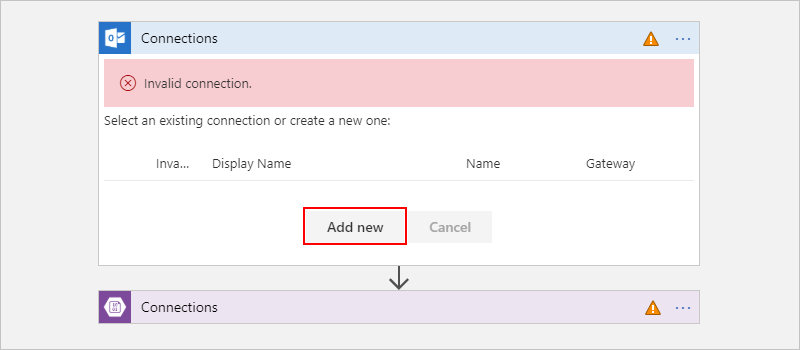 Connections
Invalid connection.
Select an existing connection or create a new one:
Inva... Display Name Name Gateway
Add new Cancel
Connections